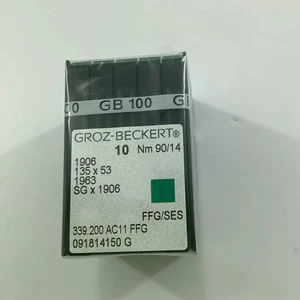 00 GB 100 G
GROZ-BECKERT®
10 Nm 90/14
1906
135 x 53
1963
SG x 1906
FFG/SES
339.200 AC11 FFG
091814150 G